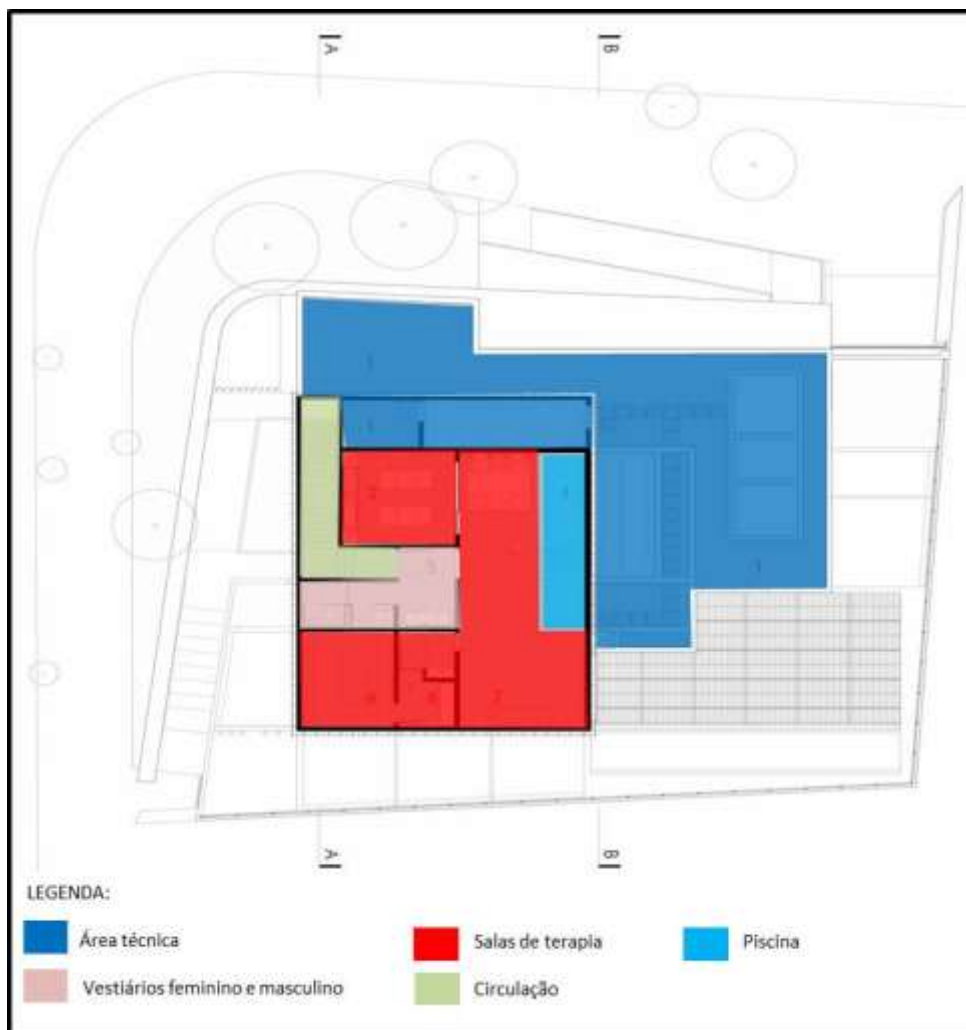 A B
A B
LEGENDA:
Área técnica Salas de terapia Piscina
Vestiários feminino e masculino Circulação